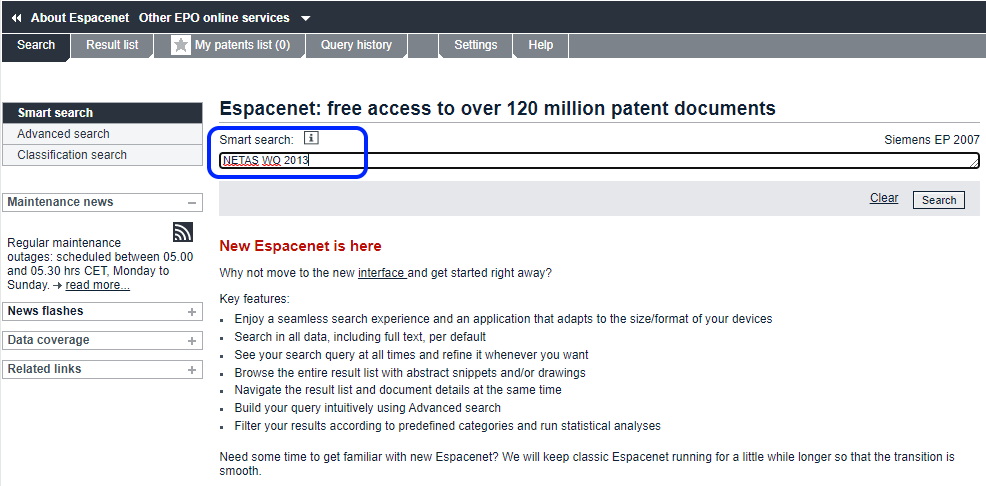 About Espacenet Other EPO online services
Search Result list My patents list (0) Query history Settings Help
Smart search
Advanced search
Classification search
Maintenance news
Regular maintenance
outages: scheduled between 05.00
and 05.30 hrs CET, Monday to
Sunday. → read more...
News flashes
Data coverage
Related links
Espacenet: free access to over 120 million patent documents
Smart search: i Siemens EP 2007
NETAS WO 2013
Clear Search
New Espacenet is here
Why not move to the new interface and get started right away?
Key features:
Enjoy a seamless search experience and an application that adapts to the size/format of your devices
Search in all data, including full text, per default
See your search query at all times and refine it whenever you want
Browse the entire result list with abstract snippets and/or drawings
Navigate the result list and document details at the same time
Build your query intuitively using Advanced search
Filter your results according to predefined categories and run statistical analyses
Need some time to get familiar with new Espacenet? We will keep classic Espacenet running for a little while longer so that the transition is
smooth.